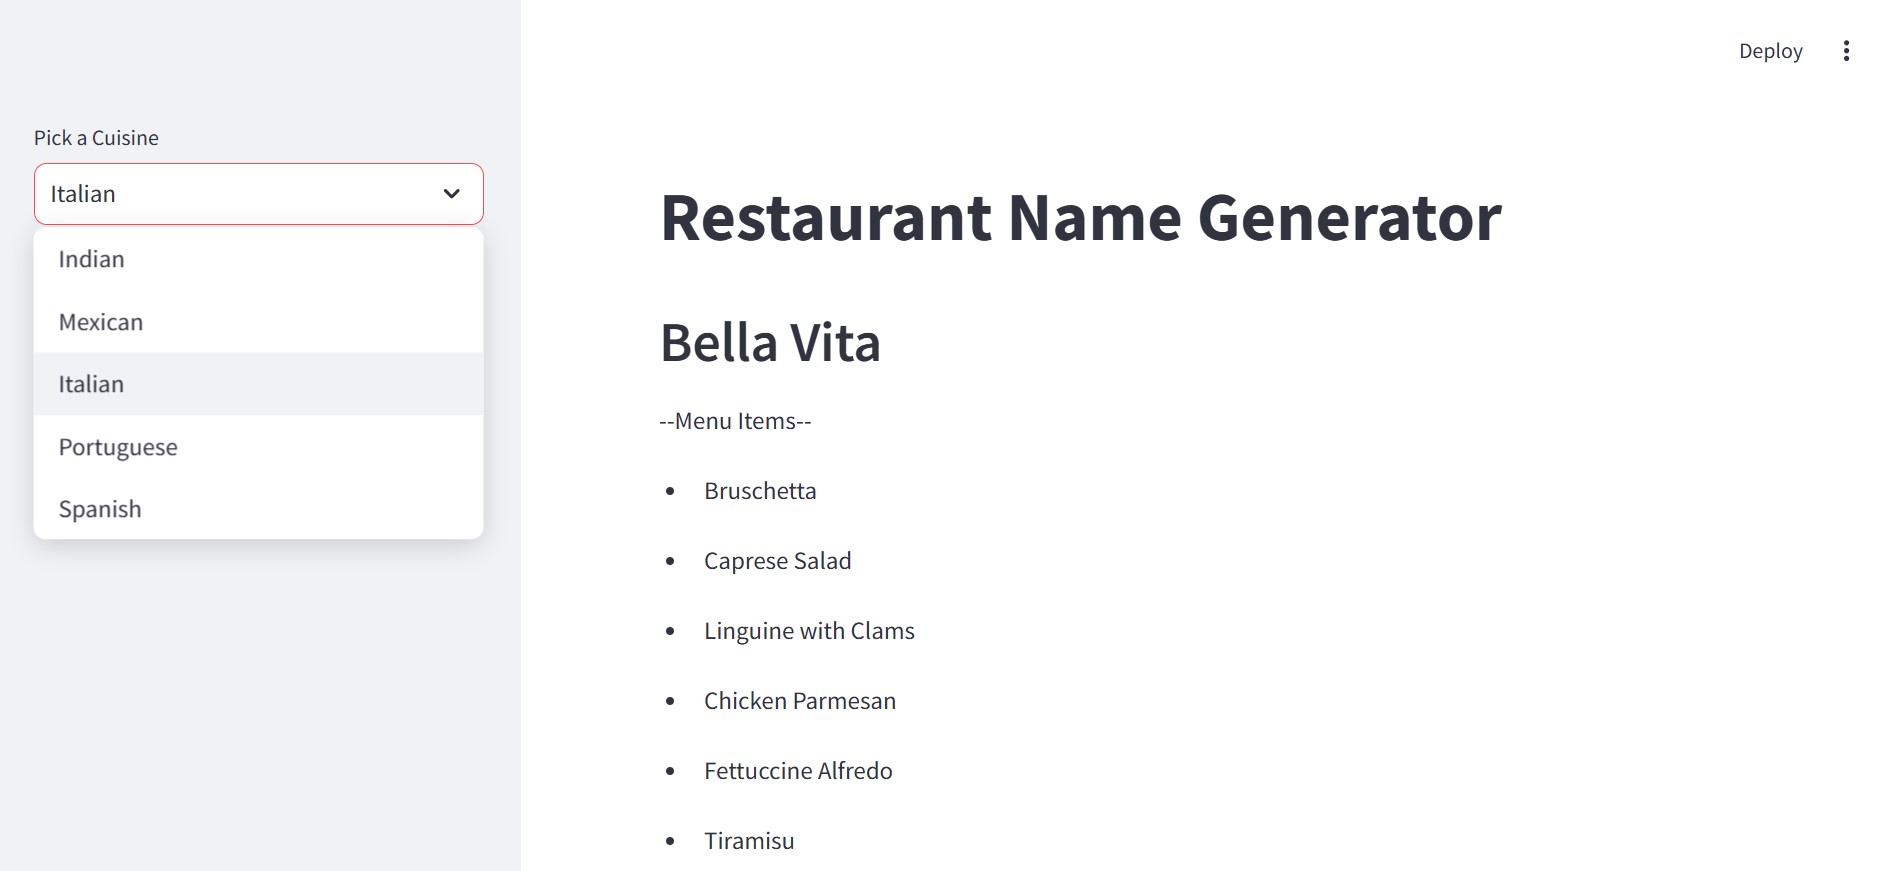 Deploy
Pick a Cuisine
Italian
Indian
Mexican
Italian
Portuguese
Spanish
Restaurant Name Generator
Bella Vita
--Menu Items--
Bruschetta
Caprese Salad
Linguine with Clams
Chicken Parmesan
Fettuccine Alfredo
Tiramisu